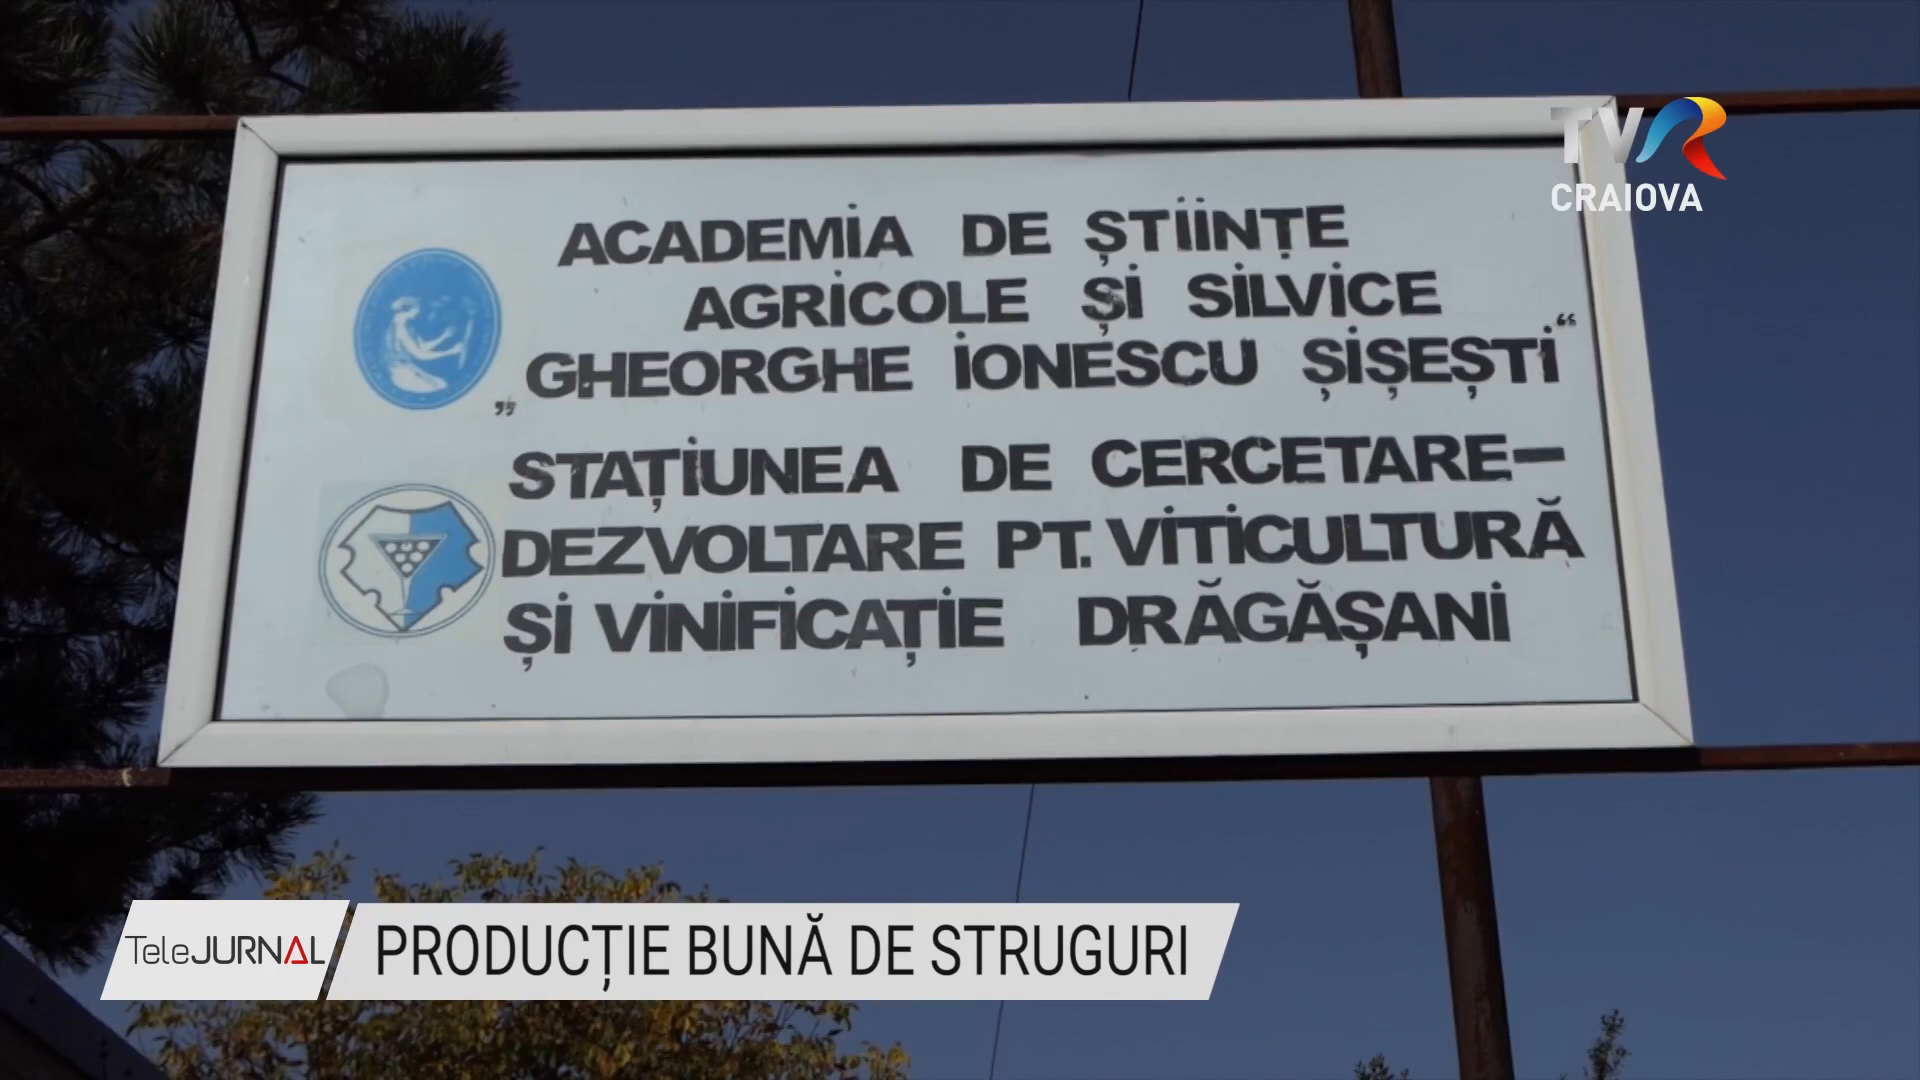 TVR
CRAIOVA
ACADEMIA DE ȘTIINȚE
AGRICOLE ȘI SILVICE
„GHEORGHE IONESCU ȘIȘEȘTI“
STAȚIUNEA DE CERCETARE-
DEZVOLTARE PT. VITICULTURĂ
ȘI VINIFICAȚIE DRĂGĂȘANI
TeleJURNAL
PRODUCȚIE BUNĂ DE STRUGURI